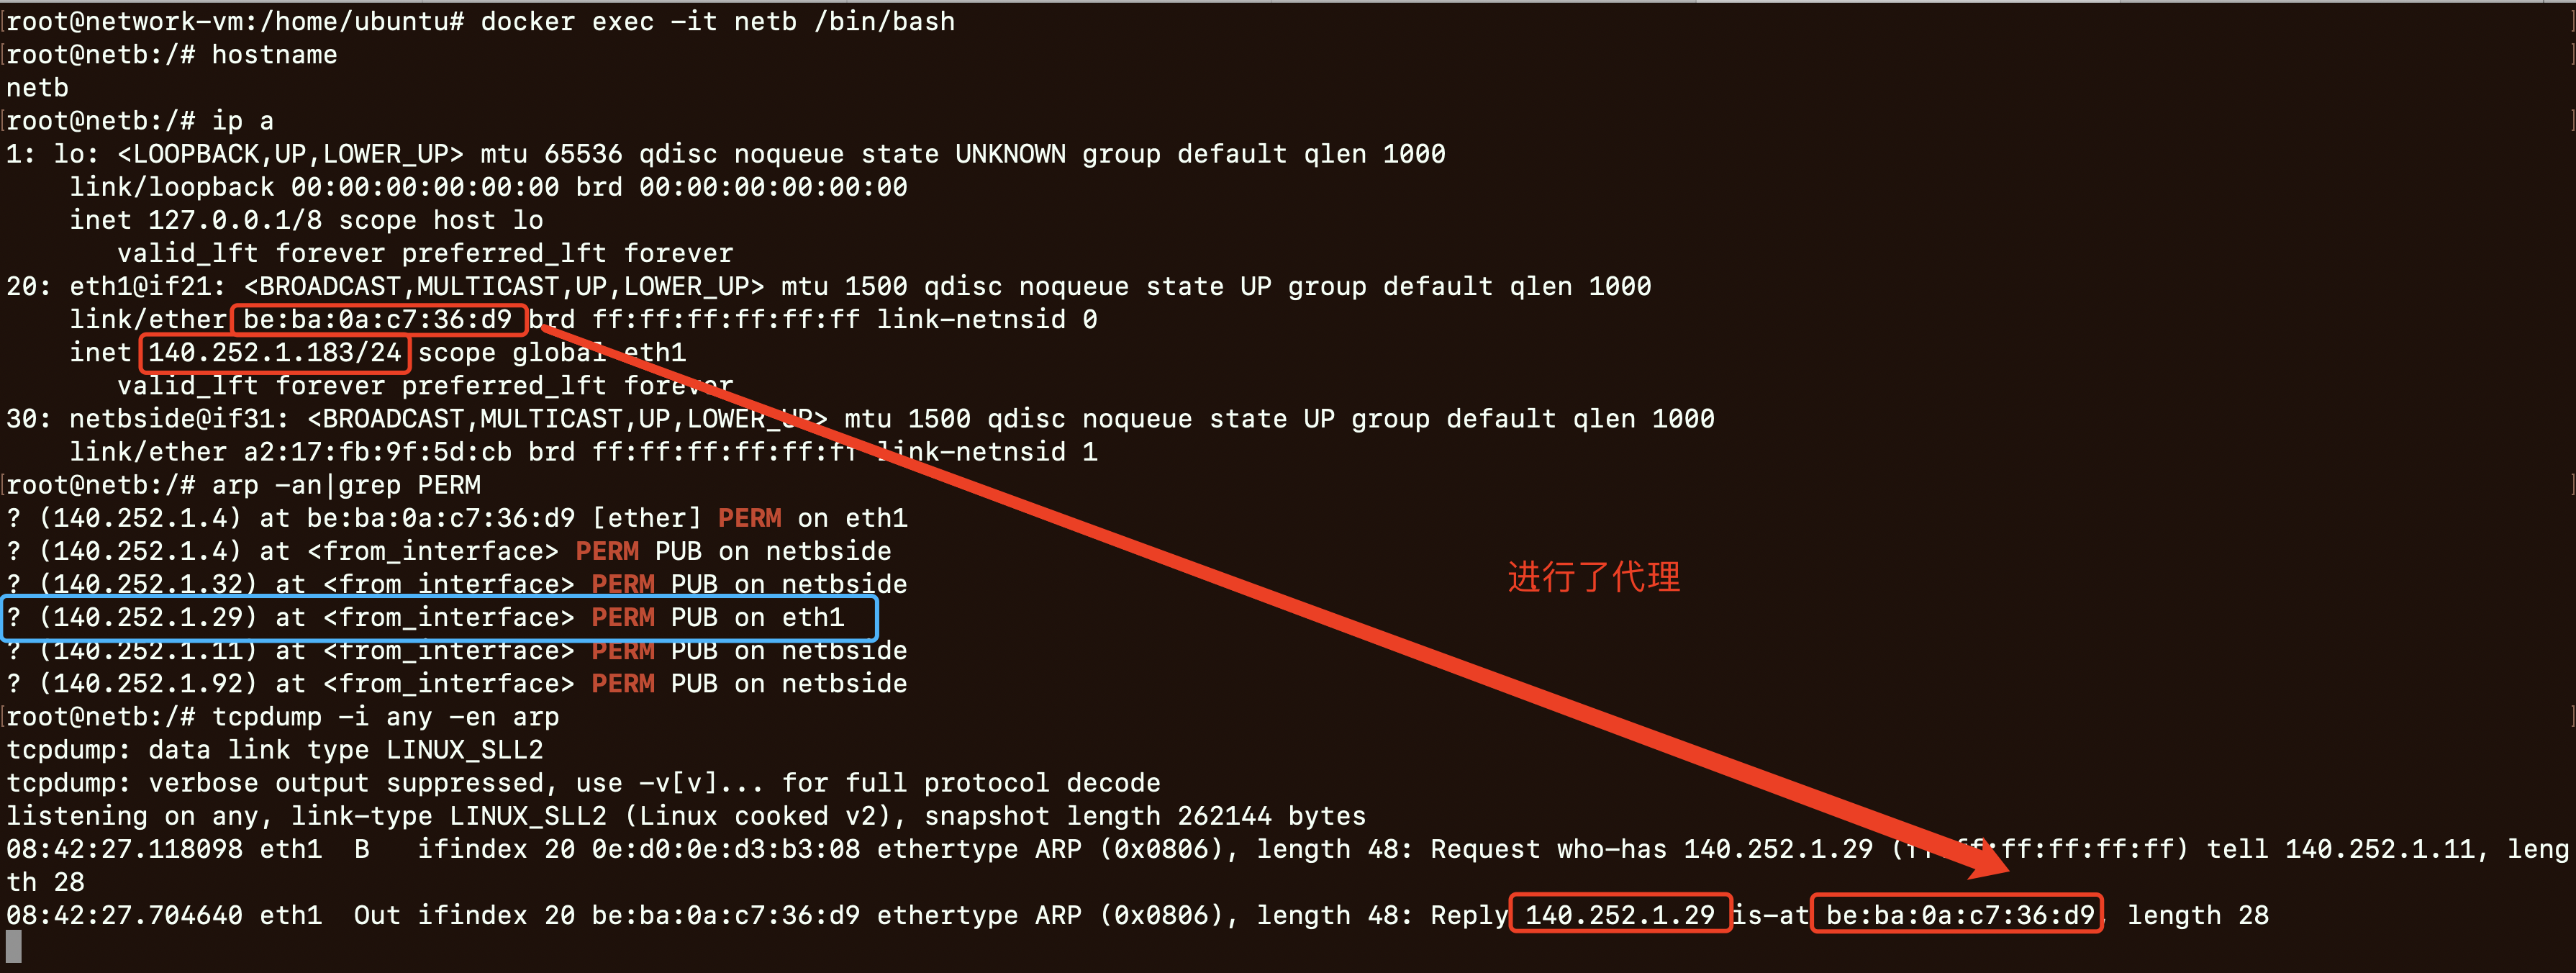 root@network-vm:/home/ubuntu# docker exec -it netb /bin/bash
root@netb:/# hostname
netb
root@netb:/# ip a
1: lo: <LOOPBACK,UP,LOWER_UP> mtu 65536 qdisc noqueue state UNKNOWN group default qlen 1000
    link/loopback 00:00:00:00:00:00 brd 00:00:00:00:00:00
    inet 127.0.0.1/8 scope host lo
       valid_lft forever preferred_lft forever
20: eth1@if21: <BROADCAST,MULTICAST,UP,LOWER_UP> mtu 1500 qdisc noqueue state UP group default qlen 1000
    link/ether be:ba:0a:c7:36:d9 brd ff:ff:ff:ff:ff:ff link-netnsid 0
    inet 140.252.1.183/24 scope global eth1
       valid_lft forever preferred_lft forever
30: netbside@if31: <BROADCAST,MULTICAST,UP,LOWER_UP> mtu 1500 qdisc noqueue state UP group default qlen 1000
    link/ether a2:17:fb:9f:5d:cb brd ff:ff:ff:ff:ff:ff link-netnsid 1
root@netb:/# arp -an|grep PERM
? (140.252.1.4) at be:ba:0a:c7:36:d9 [ether] PERM on eth1
? (140.252.1.4) at <from_interface> PERM PUB on netbside
进行了代理
? (140.252.1.32) at <from_interface> PERM PUB on netbside
? (140.252.1.29) at <from_interface> PERM PUB on eth1
? (140.252.1.11) at <from_interface> PERM PUB on netbside
? (140.252.1.92) at <from_interface> PERM PUB on netbside
root@netb:/# tcpdump -i any -en arp
tcpdump: data link type LINUX_SLL2
tcpdump: verbose output suppressed, use -v[v]... for full protocol decode
listening on any, link-type LINUX_SLL2 (Linux cooked v2), snapshot length 262144 bytes
08:42:27.118098 eth1  B   ifindex 20 0e:d0:0e:d3:b3:08 ethertype ARP (0x0806), length 48: Request who-has 140.252.1.29 (ff:ff:ff:ff:ff:ff) tell 140.252.1.11, leng
th 28
08:42:27.704640 eth1  Out ifindex 20 be:ba:0a:c7:36:d9 ethertype ARP (0x0806), length 48: Reply 140.252.1.29 is-at be:ba:0a:c7:36:d9, length 28